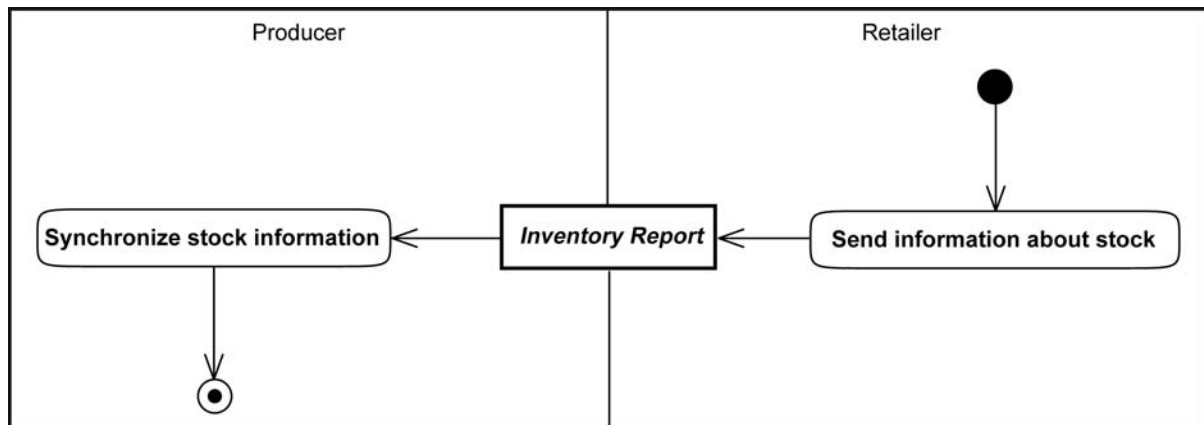 Producer
Retailer
Synchronize stock information
Inventory Report
Send information about stock